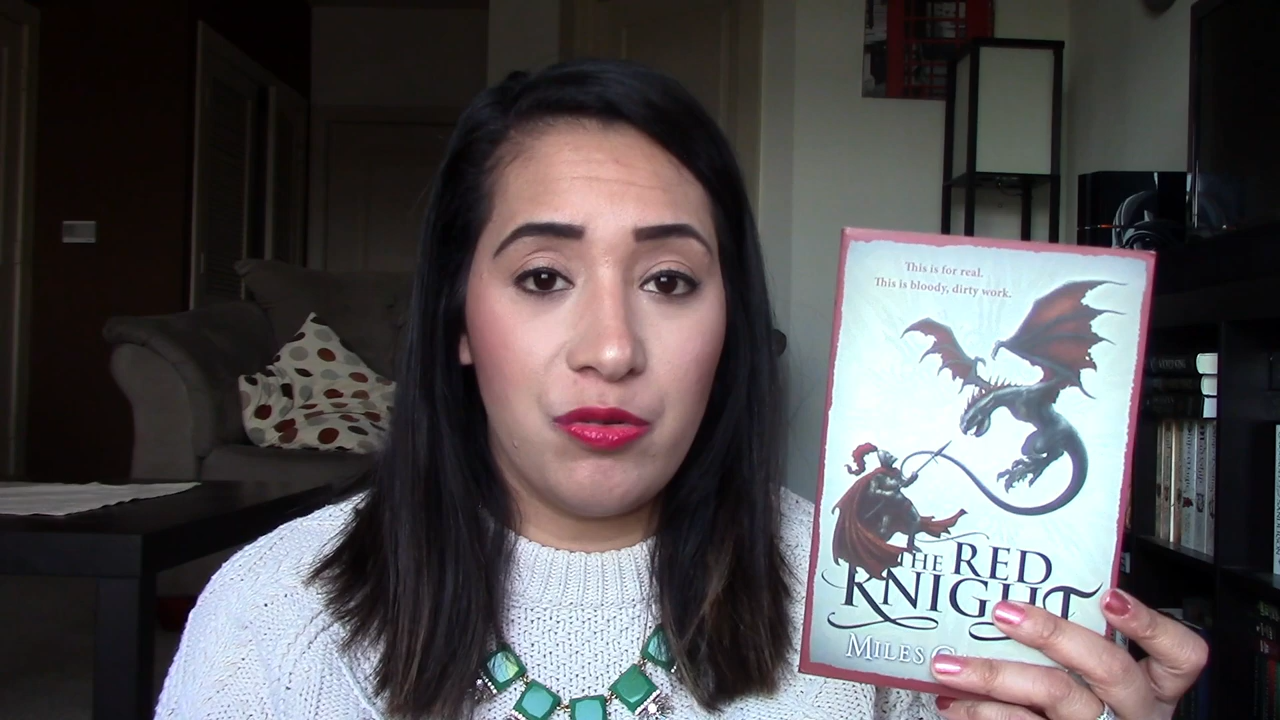 This is for real.
This is bloody, dirty work.
THE RED
KNIGHT
MILES